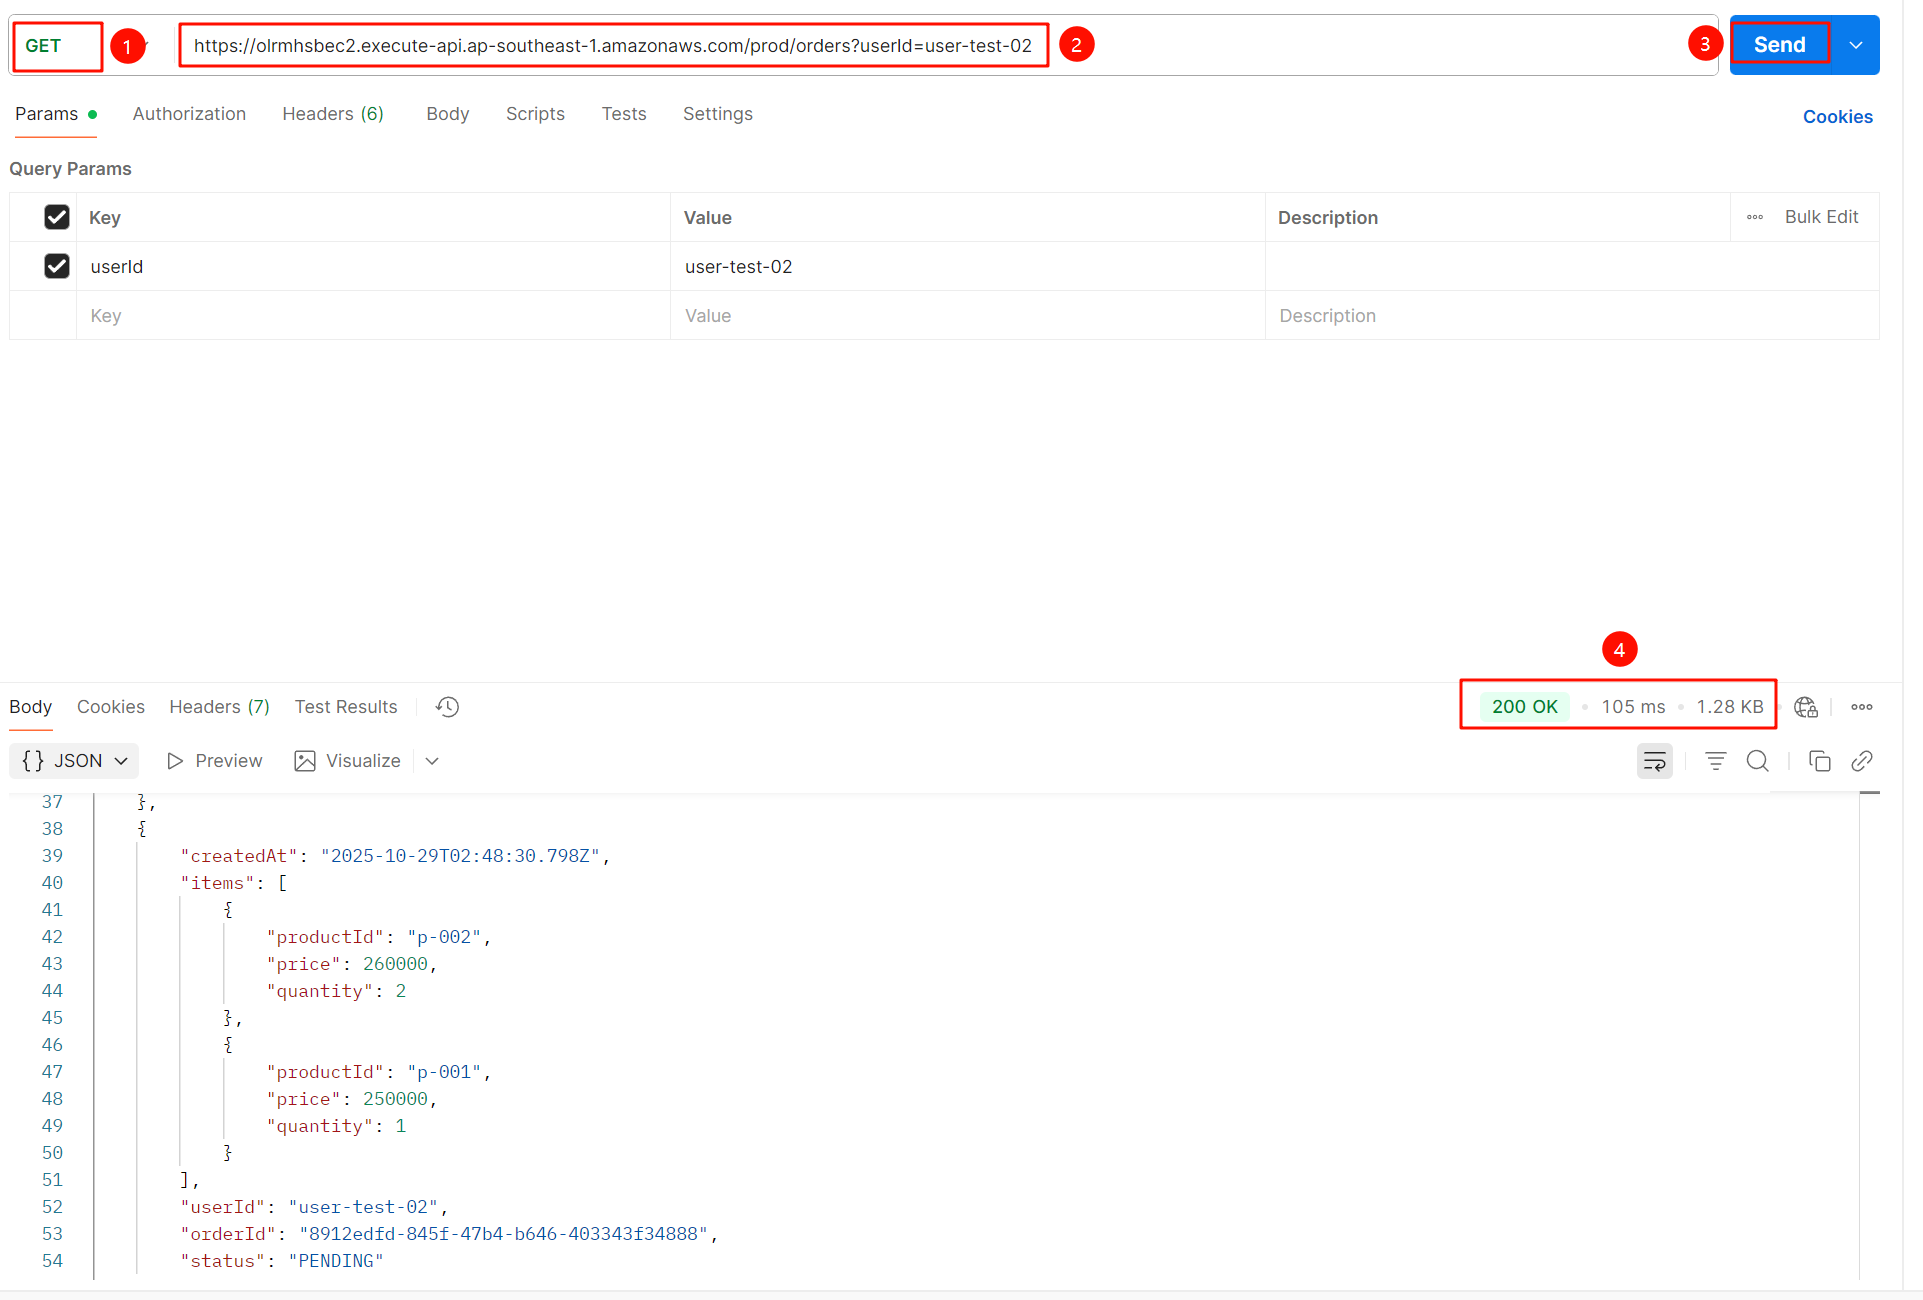 GET 1 https://olrmhsbec2.execute-api.ap-southeast-1.amazonaws.com/prod/orders?userId=user-test-02 2 3 Send
Params Authorization Headers (6) Body Scripts Tests Settings Cookies
Query Params
Key Value Description Bulk Edit
userId user-test-02
Key Value Description
4
Body Cookies Headers (7) Test Results 200 OK 105 ms 1.28 KB
{} JSON Preview Visualize
37 },
38 {
39 "createdAt": "2025-10-29T02:48:30.798Z",
40 "items": [
41 {
42 "productId": "p-002",
43 "price": 260000,
44 "quantity": 2
45 },
46 {
47 "productId": "p-001",
48 "price": 250000,
49 "quantity": 1
50 }
51 ],
52 "userId": "user-test-02",
53 "orderId": "8912edfd-845f-47b4-b646-403343f34888",
54 "status": "PENDING"